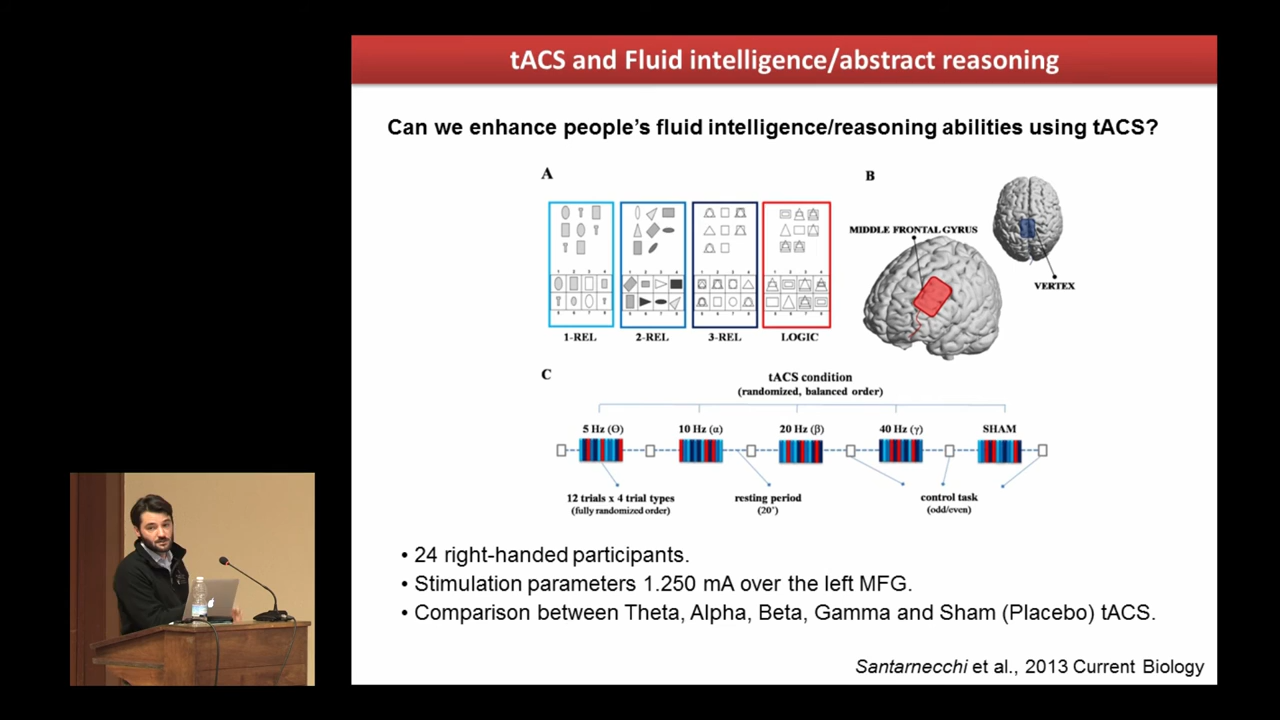 tACS and Fluid intelligence/abstract reasoning
Can we enhance people's fluid intelligence/reasoning abilities using tACS?
A
B
MIDDLE FRONTAL GYRUS
VERTEX
1-REL 2-REL 3-REL LOGIC
C
tACS condition
(randomized, balanced order)
5 Hz (Θ) 10 Hz (α) 20 Hz (β) 40 Hz (γ) SHAM
12 trials x 4 trial types
(fully randomized order)
resting period
(20')
control task
(odd/even)
• 24 right-handed participants.
• Stimulation parameters 1.250 mA over the left MFG.
• Comparison between Theta, Alpha, Beta, Gamma and Sham (Placebo) tACS.
Santarnecchi et al., 2013 Current Biology